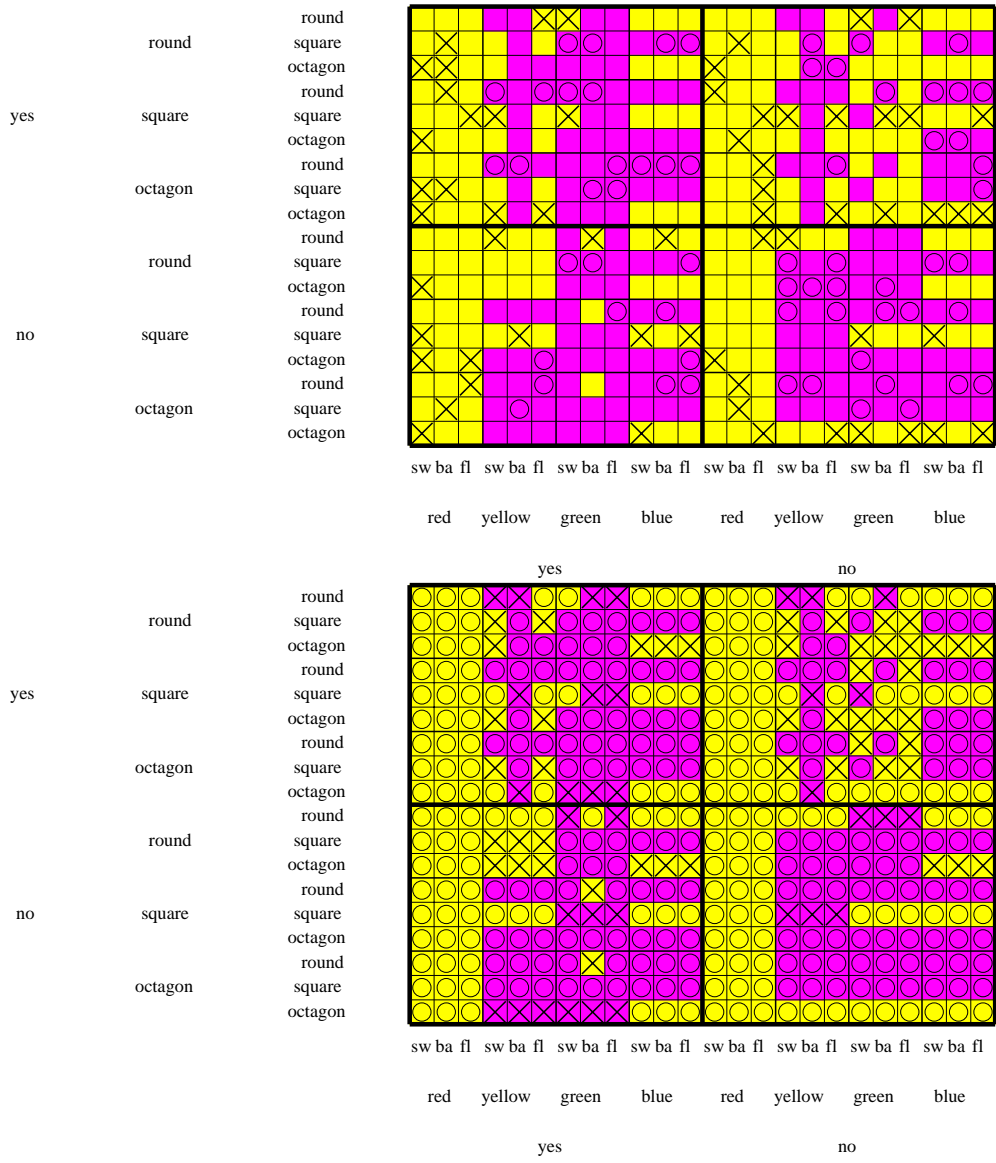 round
round square
octagon
round
yes square square
octagon
round
octagon square
octagon
round
round square
octagon
round
no square square
octagon
round
octagon square
octagon
sw ba fl sw ba fl sw ba fl sw ba fl sw ba fl sw ba fl sw ba fl sw ba fl
red yellow green blue red yellow green blue
yes no
round
round square
octagon
round
yes square square
octagon
round
octagon square
octagon
round
round square
octagon
round
no square square
octagon
round
octagon square
octagon
sw ba fl sw ba fl sw ba fl sw ba fl sw ba fl sw ba fl sw ba fl sw ba fl
red yellow green blue red yellow green blue
yes no